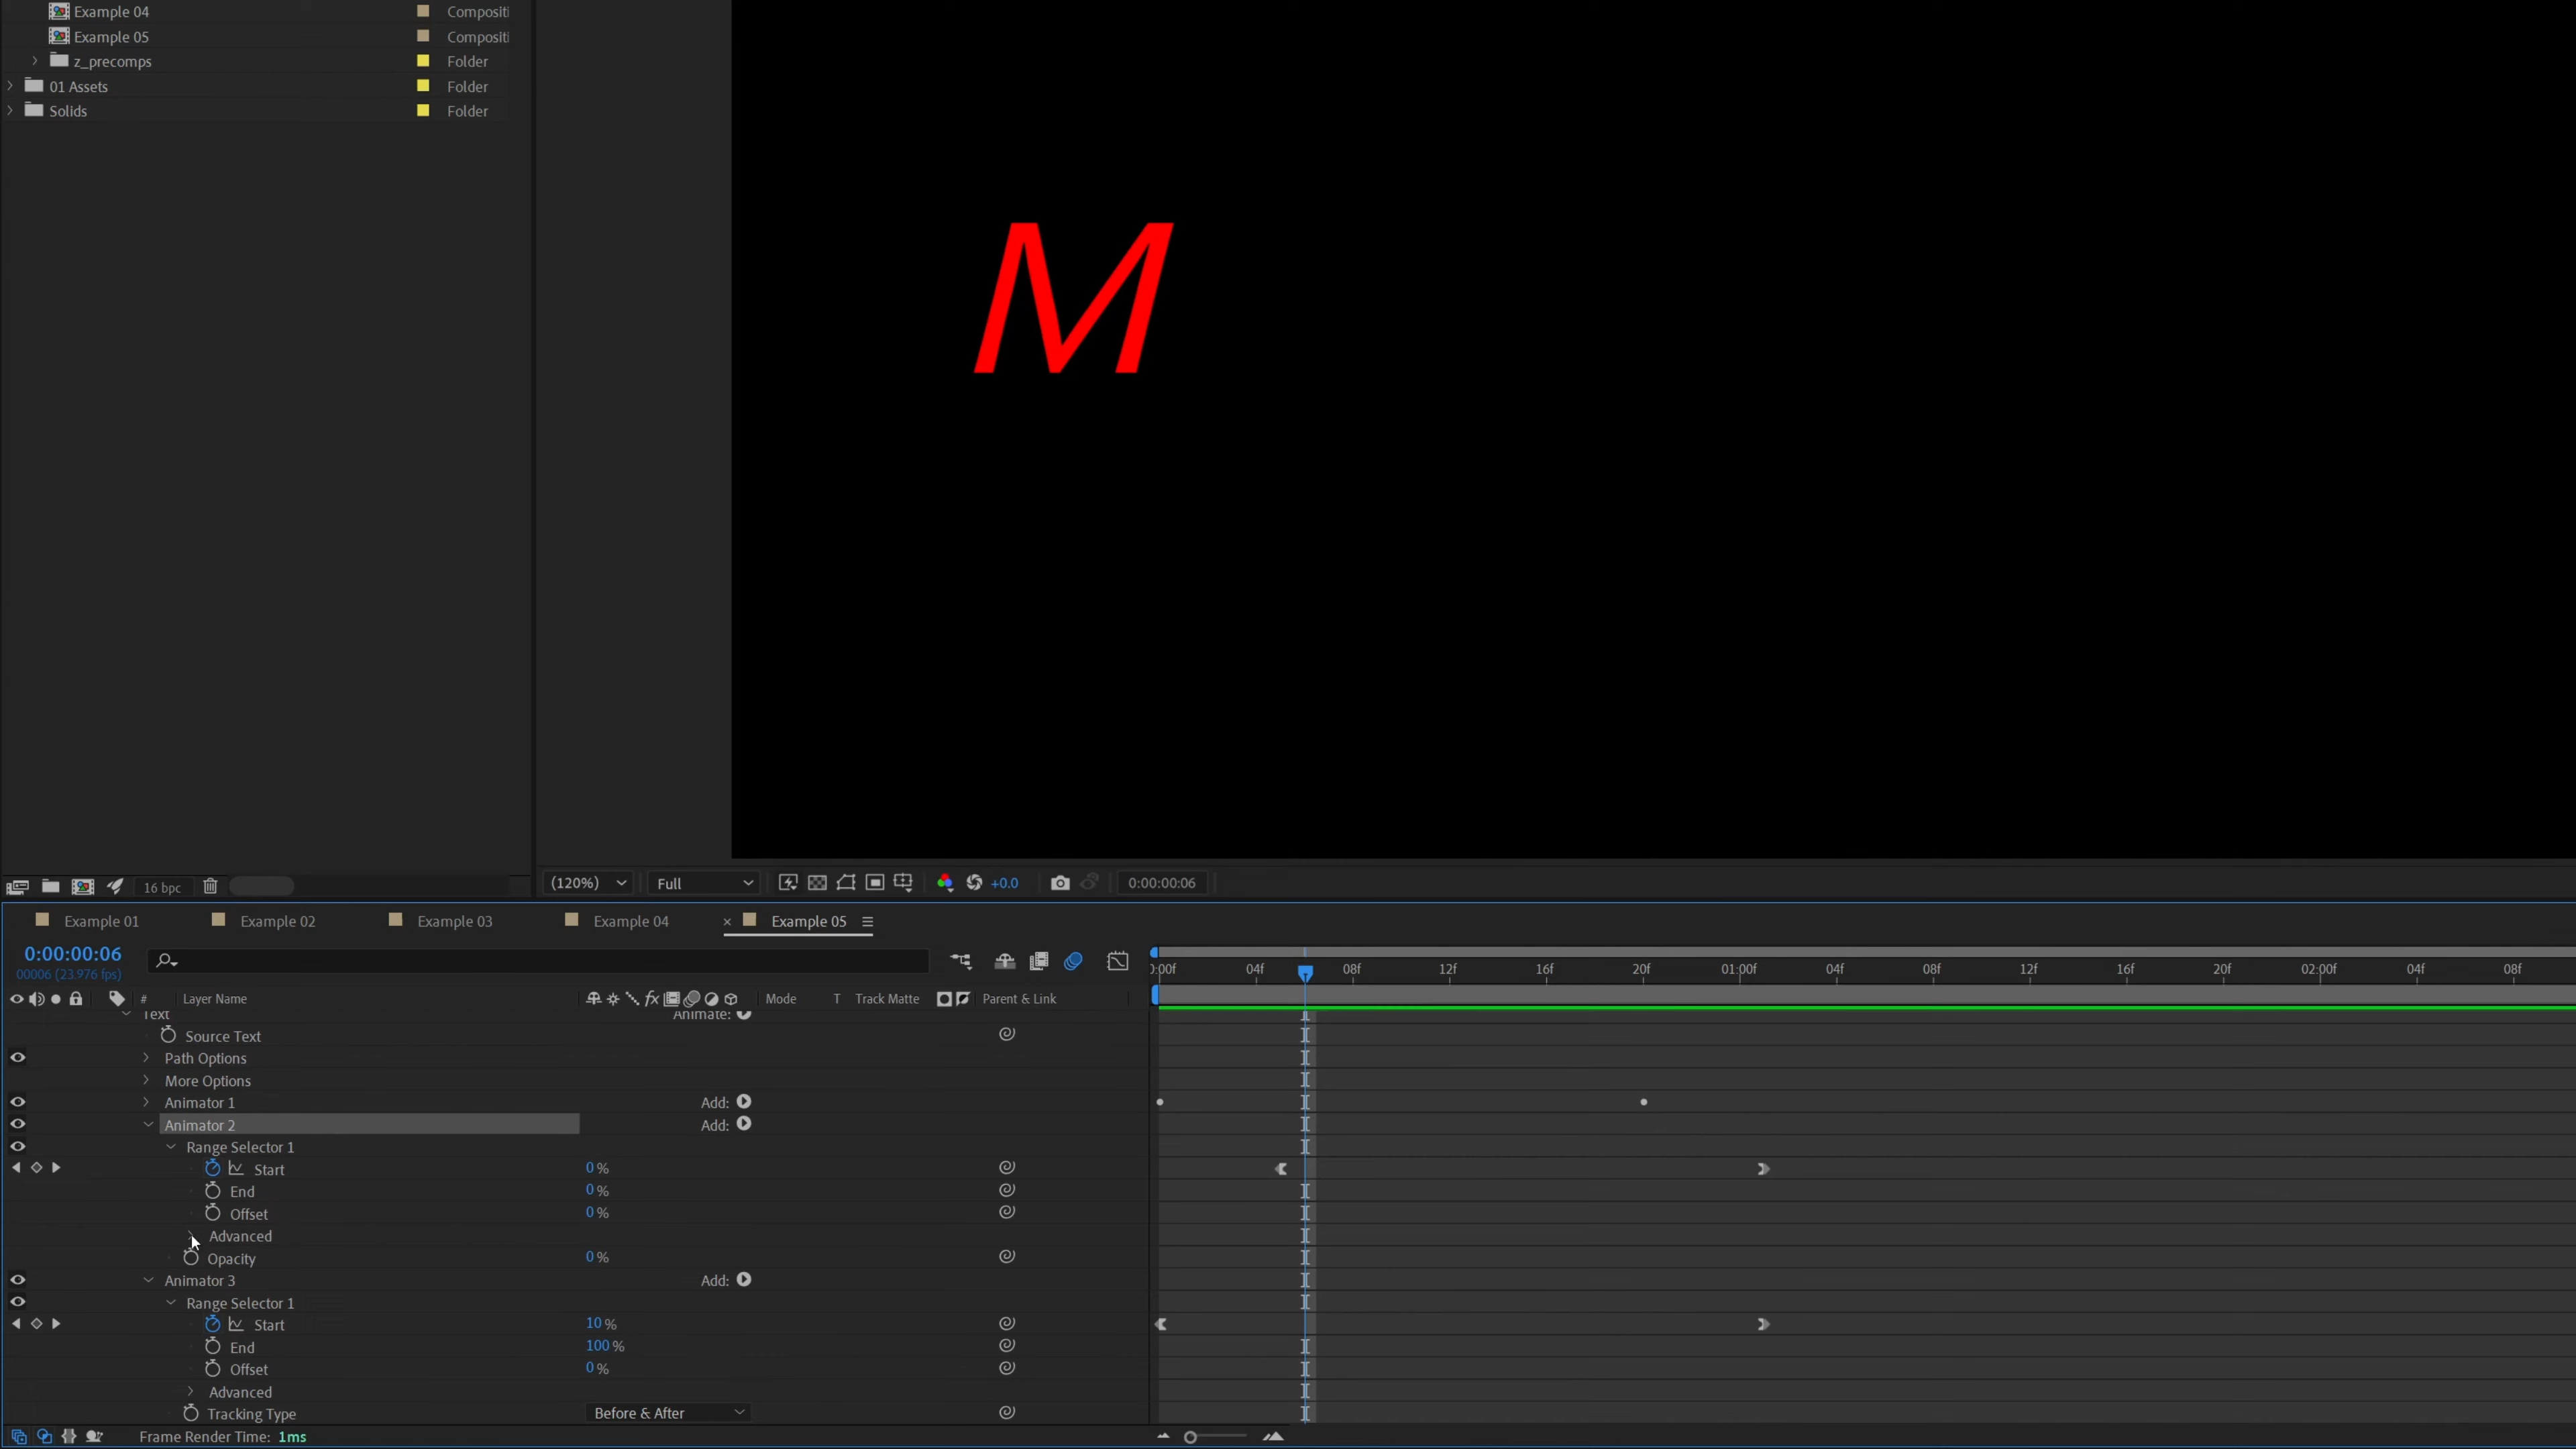 Example 04 Compositi
Example 05 Compositi
z_precomps Folder
01 Assets Folder
Solids Folder
M
16 bpc (120%) Full +0.0 0:00:00:06
Example 01 Example 02 Example 03 Example 04 × Example 05
0:00:00:06
00006 (23.976 fps)
0:00f 04f 08f 12f 16f 20f 01:00f 04f 08f 12f 16f 20f 02:00f 04f 08f
# Layer Name Mode T Track Matte Parent & Link
Text Animate:
Source Text
Path Options
More Options
Animator 1 Add:
Animator 2 Add:
Range Selector 1
Start 0 %
End 0 %
Offset 0 %
Advanced
Opacity 0 %
Animator 3 Add:
Range Selector 1
Start 10 %
End 100 %
Offset 0 %
Advanced
Tracking Type Before & After
Frame Render Time: 1ms